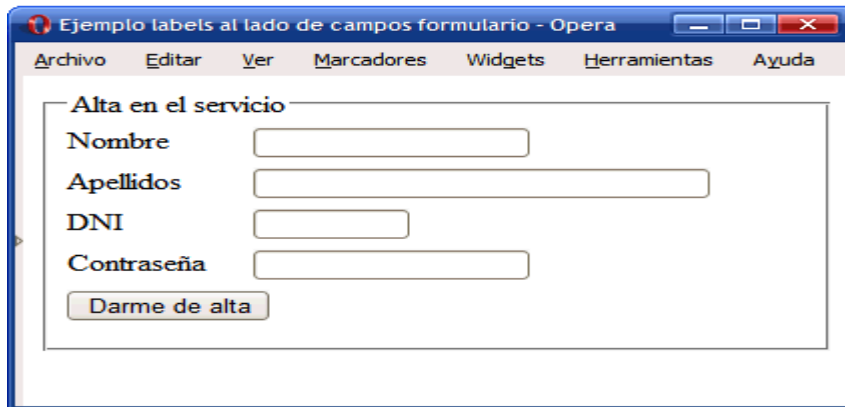 Ejemplo labels al lado de campos formulario - Opera
Archivo Editar Ver Marcadores Widgets Herramientas Ayuda
Alta en el servicio
Nombre
Apellidos
DNI
Contraseña
Darme de alta